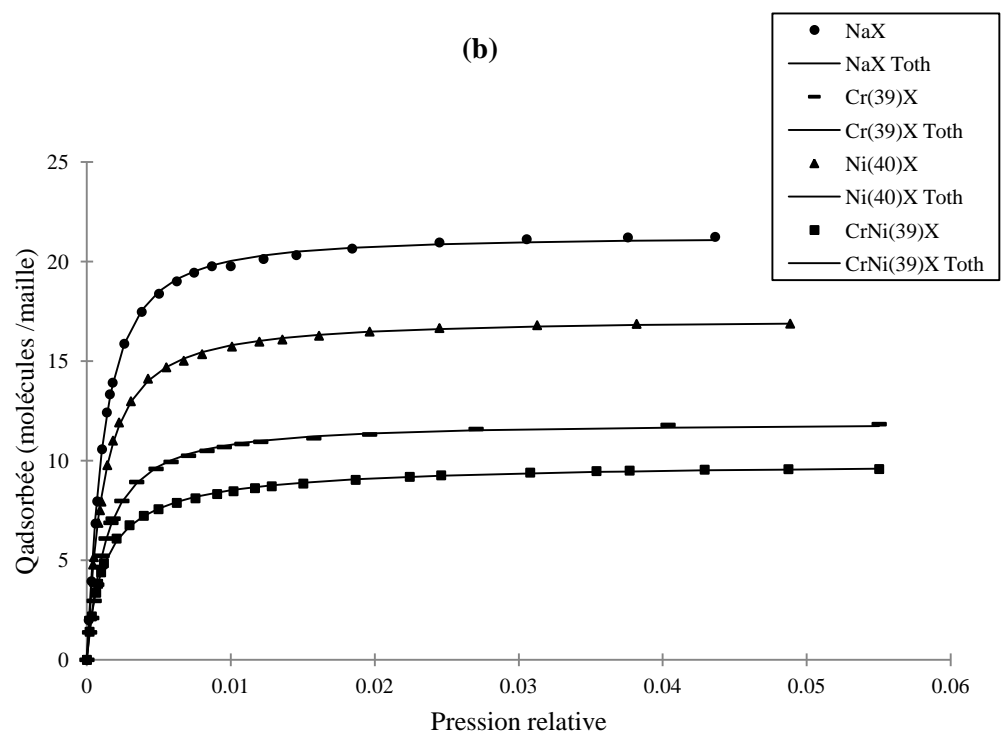 (b)
NaX
NaX Toth
Cr(39)X
Cr(39)X Toth
Ni(40)X
Ni(40)X Toth
CrNi(39)X
CrNi(39)X Toth
25
20
15
10
5
0
Qadsorbée (molécules /maille)
0 0.01 0.02 0.03 0.04 0.05 0.06
Pression relative